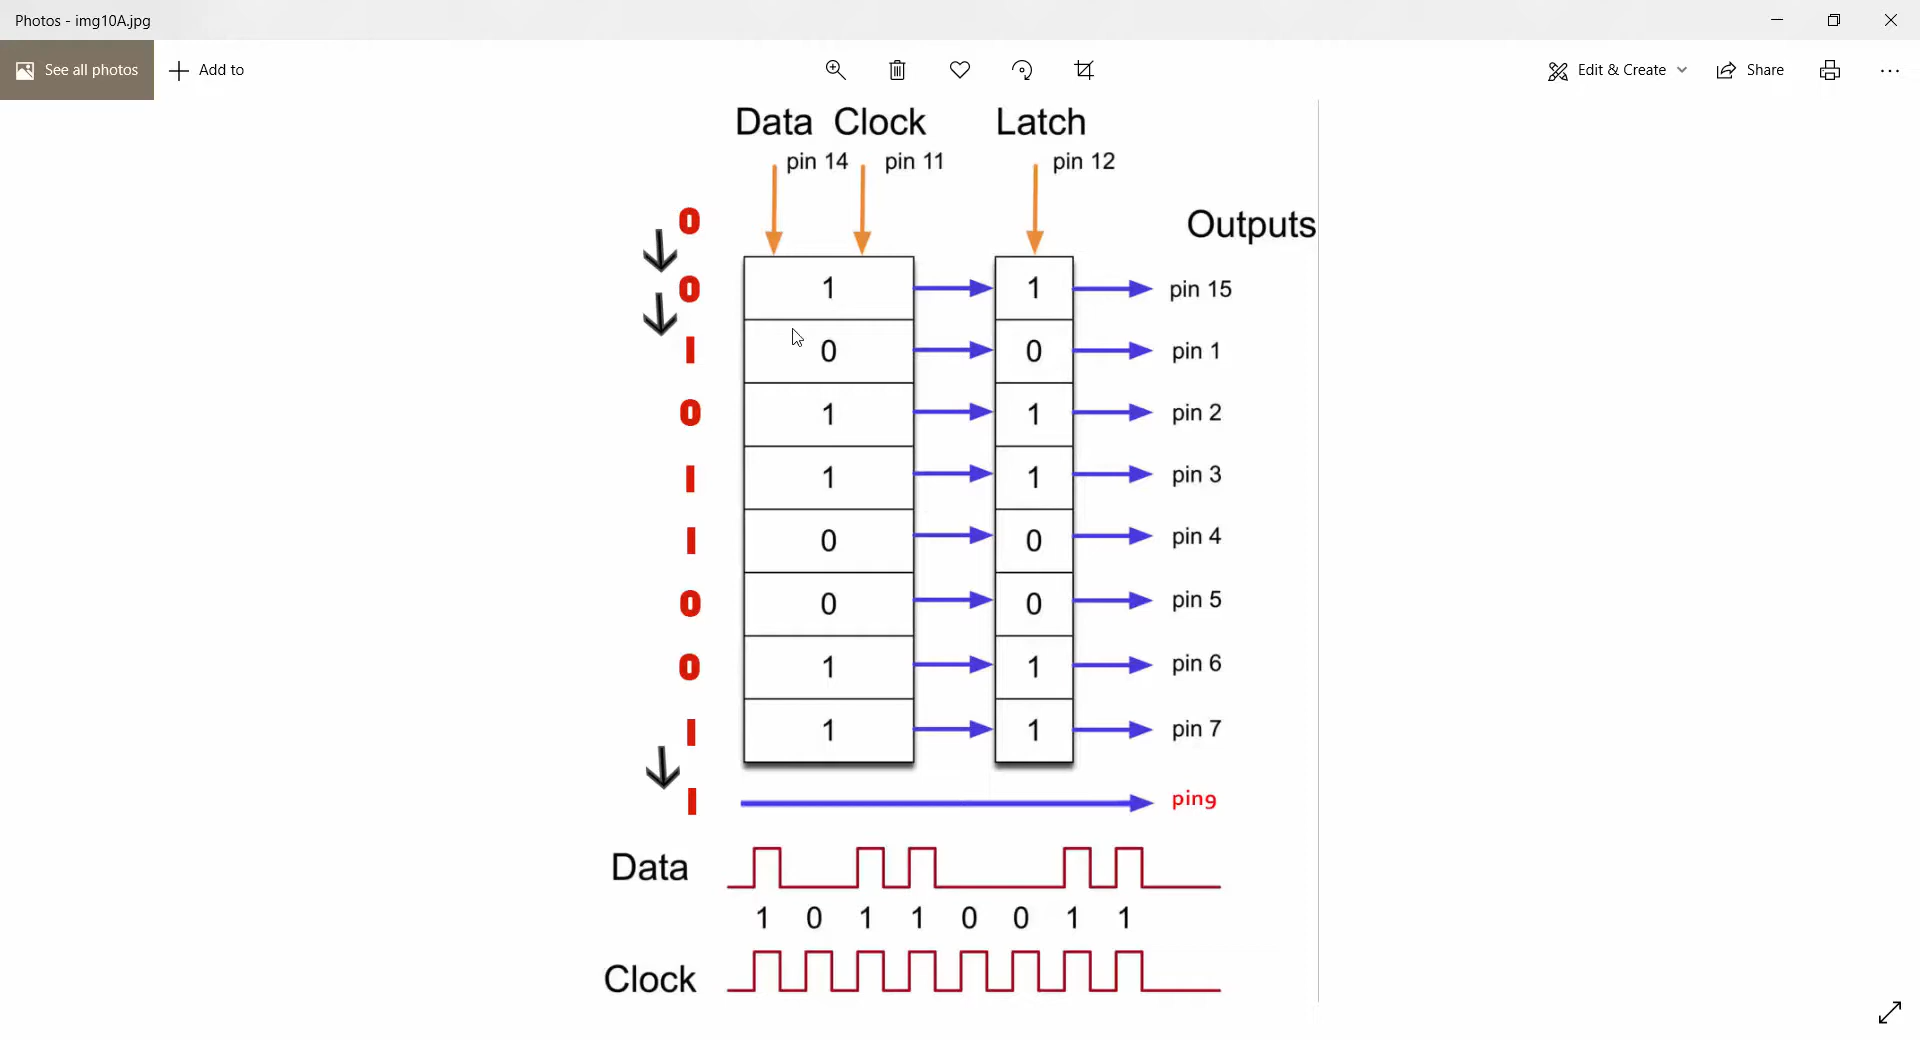 Photos - img10A.jpg
See all photos
Add to
Edit & Create
Share
Data Clock Latch
pin 14 pin 11 pin 12
0
Outputs
0 1 1 pin 15
1 0 0 pin 1
0 1 1 pin 2
1 1 1 pin 3
1 0 0 pin 4
0 0 0 pin 5
0 1 1 pin 6
1 1 1 pin 7
1 pin9
Data
1 0 1 1 0 0 1 1
Clock